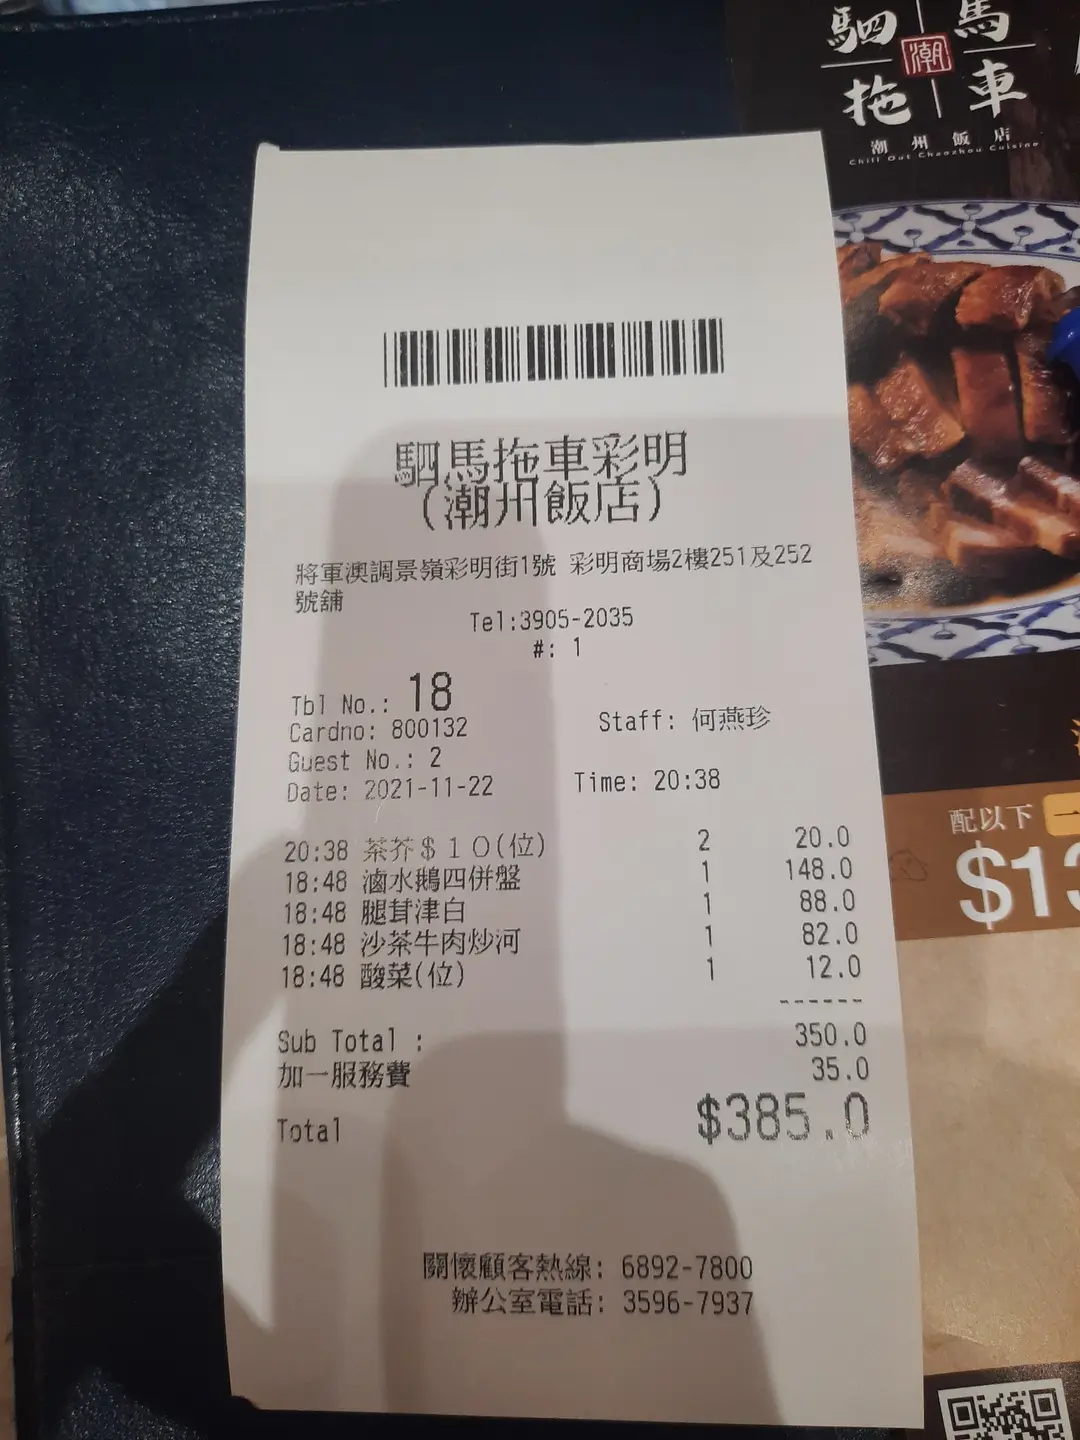 駟馬拖車
潮
潮州飯店
Chill Out Chaozhou Cuisine
駟馬拖車彩明
(潮州飯店)
將軍澳調景嶺彩明街1號 彩明商場2樓251及252
號舖
Tel:3905-2035
#: 1
Tbl No.: 18
Cardno: 800132 Staff: 何燕珍
Guest No.: 2
Date: 2021-11-22 Time: 20:38
20:38 茶芥$10(位) 2 20.0
18:48 滷水鵝四併盤 1 148.0
18:48 腿茸津白 1 88.0
18:48 沙茶牛肉炒河 1 82.0
18:48 酸菜(位) 1 12.0
------
Sub Total : 350.0
加一服務費 35.0
Total $385.0
關懷顧客熱線: 6892-7800
辦公室電話: 3596-7937
配以下